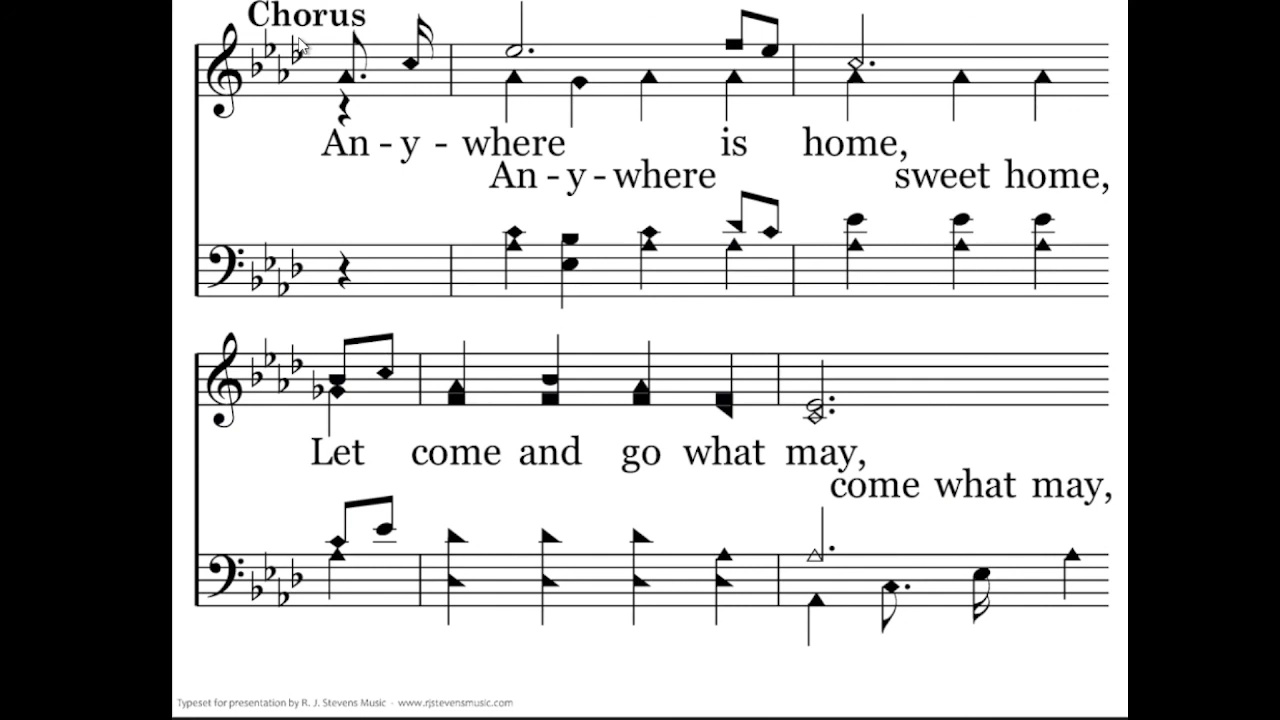 Chorus
An - y - where is home,
An - y - where sweet home,
Let come and go what may,
come what may,
Typeset for presentation by R. J. Stevens Music - www.rjstevensmusic.com